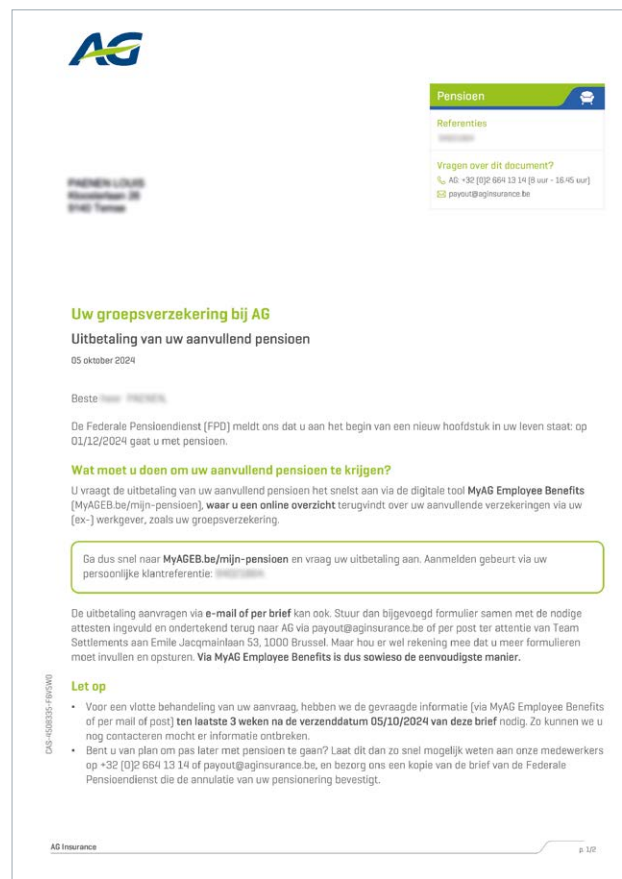 AG
Pensioen
Referenties
Vragen over dit document?
AG: +32 (0)2 664 13 14 (8 uur - 16.45 uur)
payout@aginsurance.be
Uw groepsverzekering bij AG
Uitbetaling van uw aanvullend pensioen
05 oktober 2024
Beste
De Federale Pensioendienst (FPD) meldt ons dat u aan het begin van een nieuw hoofdstuk in uw leven staat: op
01/12/2024 gaat u met pensioen.
Wat moet u doen om uw aanvullend pensioen te krijgen?
U vraagt de uitbetaling van uw aanvullend pensioen het snelst aan via de digitale tool MyAG Employee Benefits
(MyAGEB.be/mijn-pensioen), waar u een online overzicht terugvindt over uw aanvullende verzekeringen via uw
(ex-) werkgever, zoals uw groepsverzekering.
Ga dus snel naar MyAGEB.be/mijn-pensioen en vraag uw uitbetaling aan. Aanmelden gebeurt via uw
persoonlijke klantreferentie:
De uitbetaling aanvragen via e-mail of per brief kan ook. Stuur dan bijgevoegd formulier samen met de nodige
attesten ingevuld en ondertekend terug naar AG via payout@aginsurance.be of per post ter attentie van Team
Settlements aan Emile Jacqmainlaan 53, 1000 Brussel. Maar hou er wel rekening mee dat u meer formulieren
moet invullen en opsturen. Via MyAG Employee Benefits is dus sowieso de eenvoudigste manier.
Let op
• Voor een vlotte behandeling van uw aanvraag, hebben we de gevraagde informatie (via MyAG Employee Benefits
of per mail of post) ten laatste 3 weken na de verzenddatum 05/10/2024 van deze brief nodig. Zo kunnen we u
nog contacteren mocht er informatie ontbreken.
• Bent u van plan om pas later met pensioen te gaan? Laat dit dan zo snel mogelijk weten aan onze medewerkers
op +32 (0)2 664 13 14 of payout@aginsurance.be, en bezorg ons een kopie van de brief van de Federale
Pensioendienst die de annulatie van uw pensionering bevestigt.
CAS-4508335-F6V5W0
AG Insurance
p. 1/2